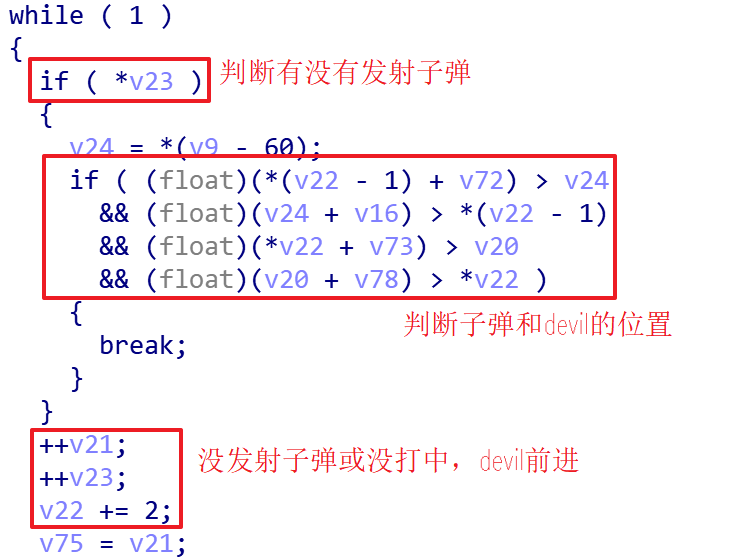 while ( 1 )
{
if ( *v23 ) 判断有没有发射子弹
{
v24 = *(v9 - 60);
if ( (float)(*(v22 - 1) + v72) > v24
&& (float)(v24 + v16) > *(v22 - 1)
&& (float)(*v22 + v73) > v20
&& (float)(v20 + v78) > *v22 )
{
判断子弹和devil的位置
break;
}
}
++v21;
没发射子弹或没打中，devil前进
++v23;
v22 += 2;
v75 = v21;